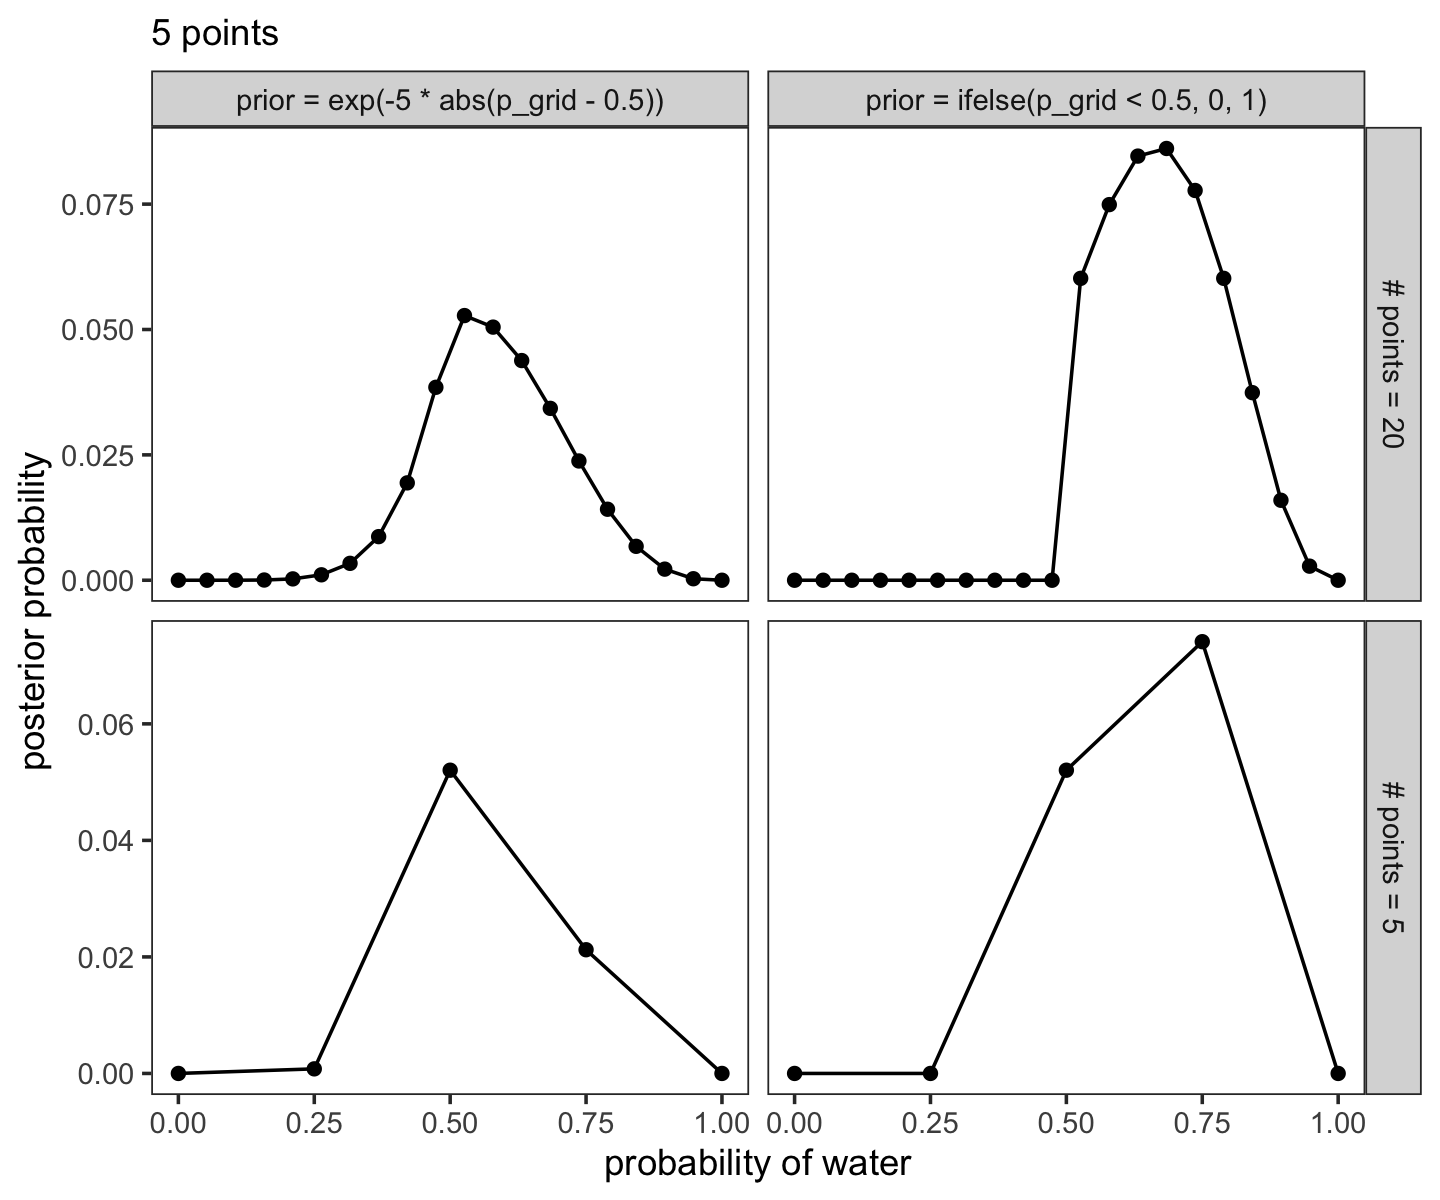 5 points
prior = exp(-5 * abs(p_grid - 0.5))
prior = ifelse(p_grid < 0.5, 0, 1)
0.075
0.050
0.025
0.000
# points = 20
0.06
0.04
0.02
0.00
# points = 5
posterior probability
0.00 0.25 0.50 0.75 1.00
0.00 0.25 0.50 0.75 1.00
probability of water